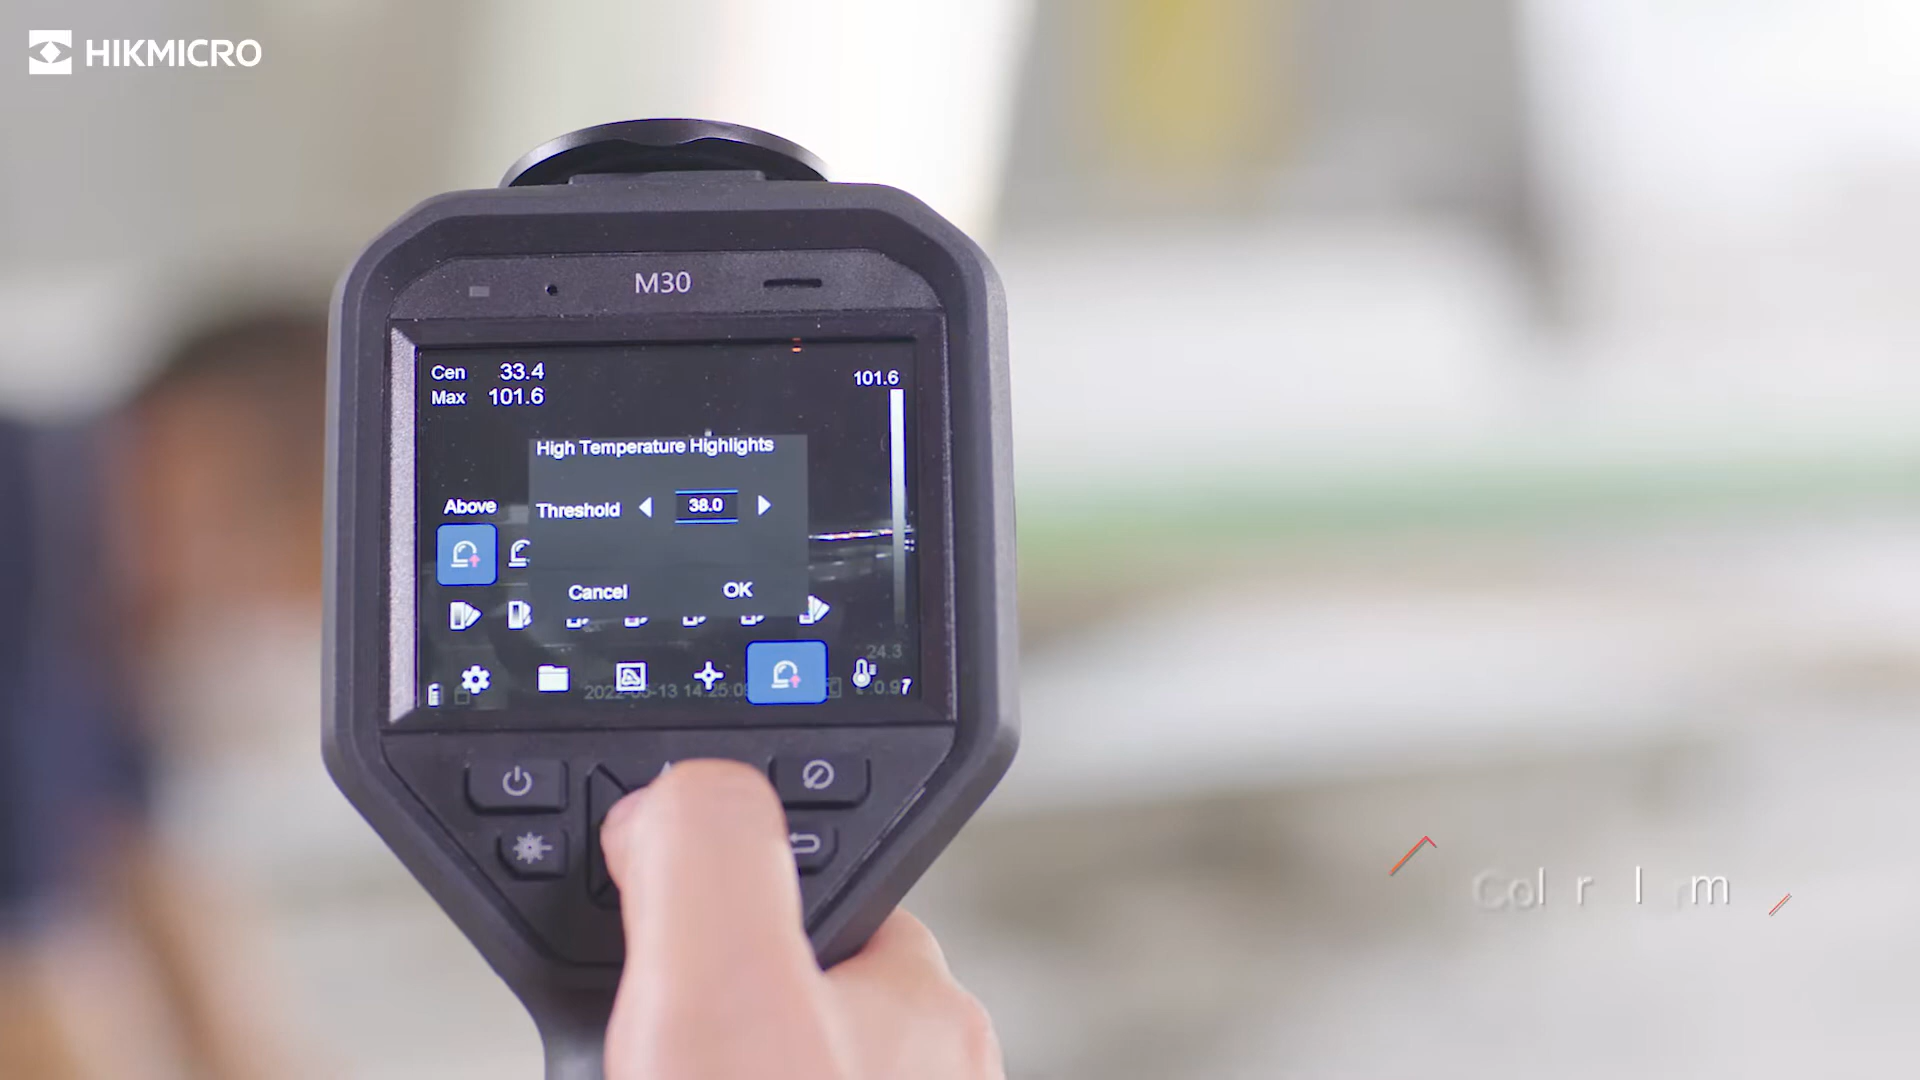 HIKMICRO
M30
Cen 33.4
Max 101.6
101.6
High Temperature Highlights
Threshold 38.0
Above
Cancel OK
24.3